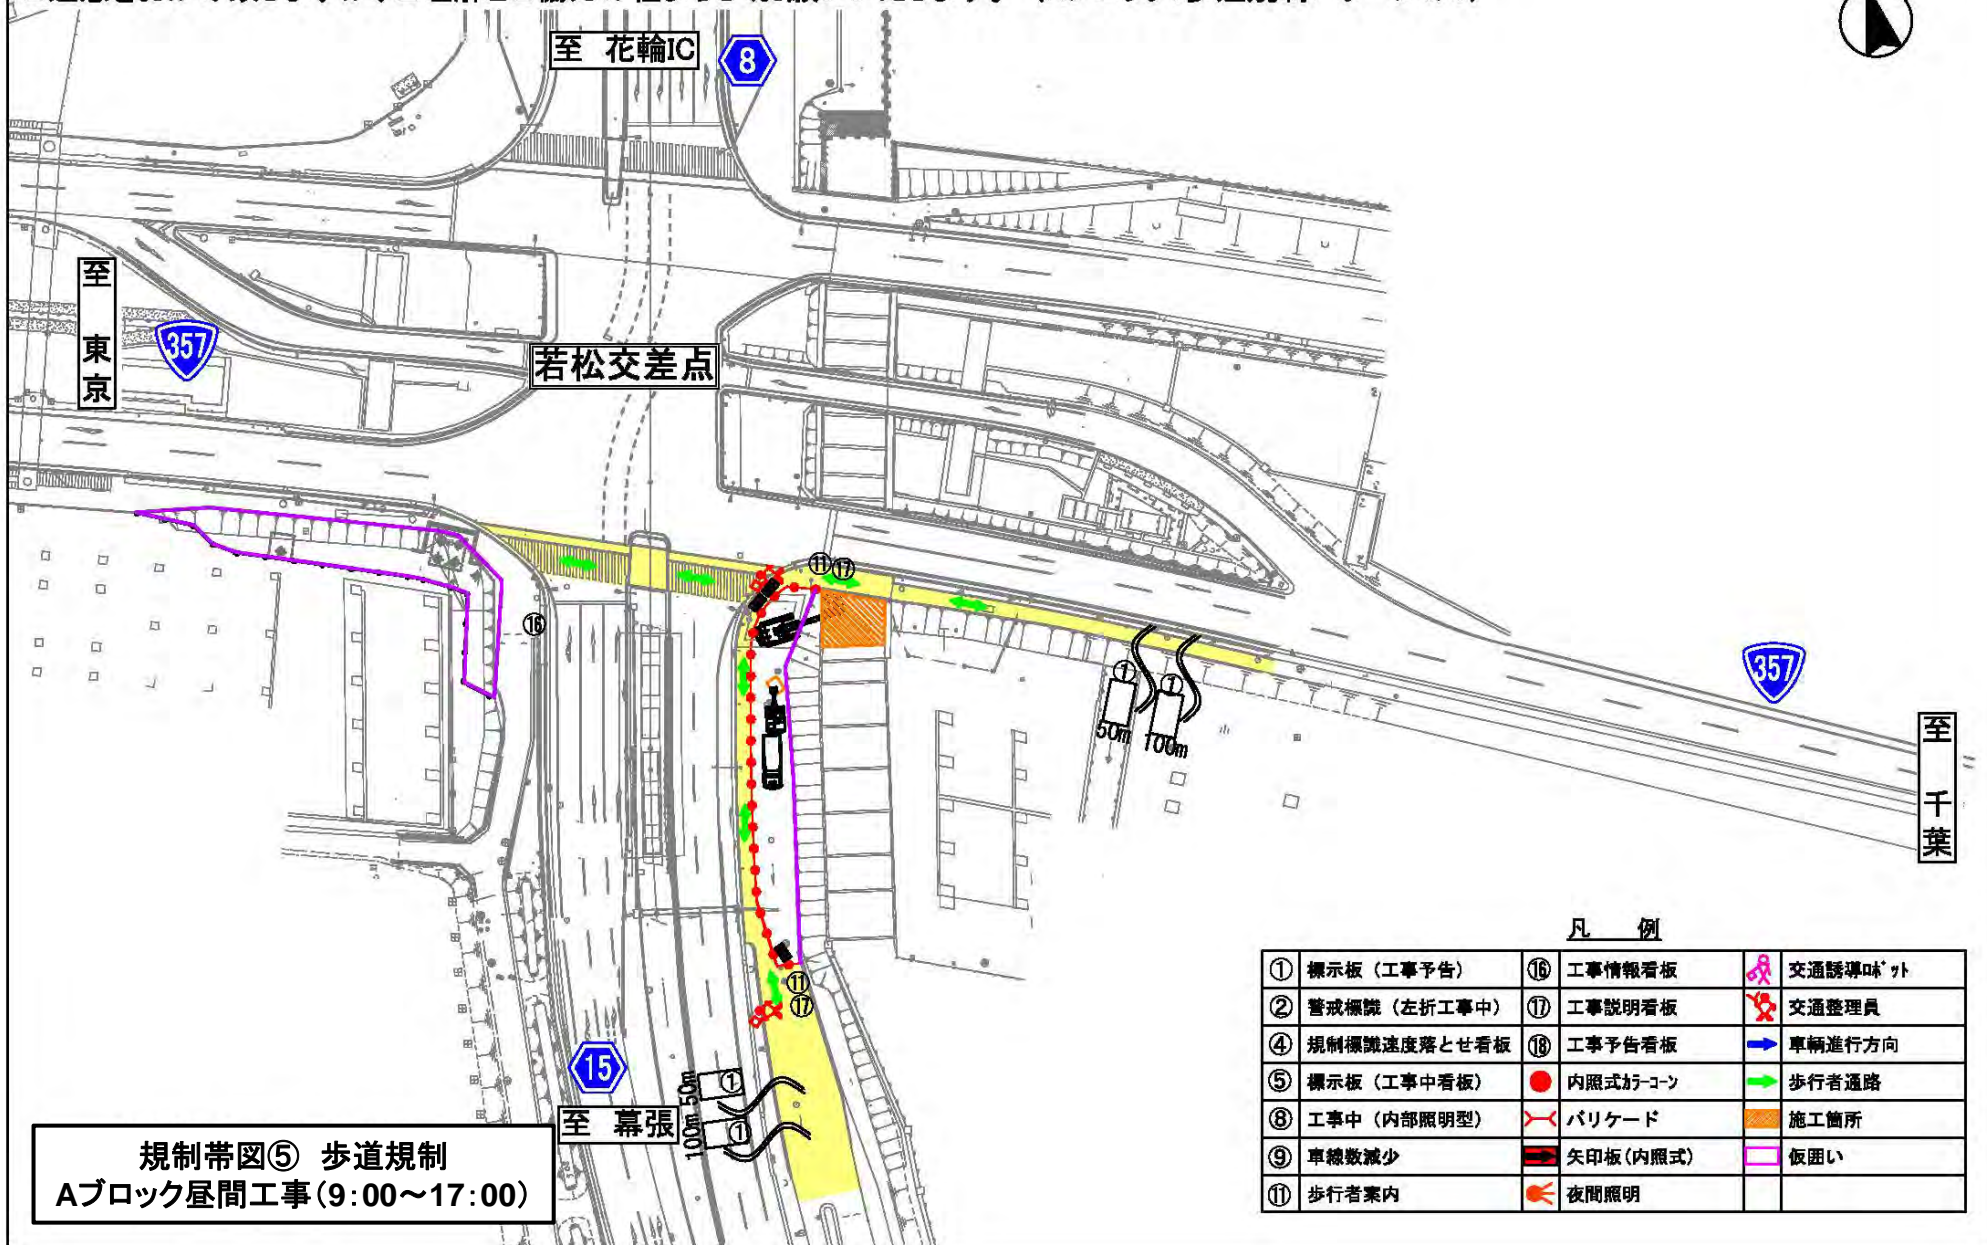 至 花輪IC
8
至東京
357
若松交差点
⑪⑰
⑯
① ①
50m 100m
357
至千葉
⑪
⑰
15
50m ①
100m ①
至 幕張
規制帯図⑤ 歩道規制
Aブロック昼間工事(9:00～17:00)
凡 例
① 標示板（工事予告） ⑯ 工事情報看板 交通誘導ﾛﾎﾞｯﾄ
② 警戒標識（左折工事中） ⑰ 工事説明看板 交通整理員
④ 規制標識速度落とせ看板 ⑱ 工事予告看板 車輌進行方向
⑤ 標示板（工事中看板） 内照式ｶﾗｰｺｰﾝ 歩行者通路
⑧ 工事中（内部照明型） バリケード 施工箇所
⑨ 車線数減少 矢印板(内照式) 仮囲い
⑪ 歩行者案内 夜間照明